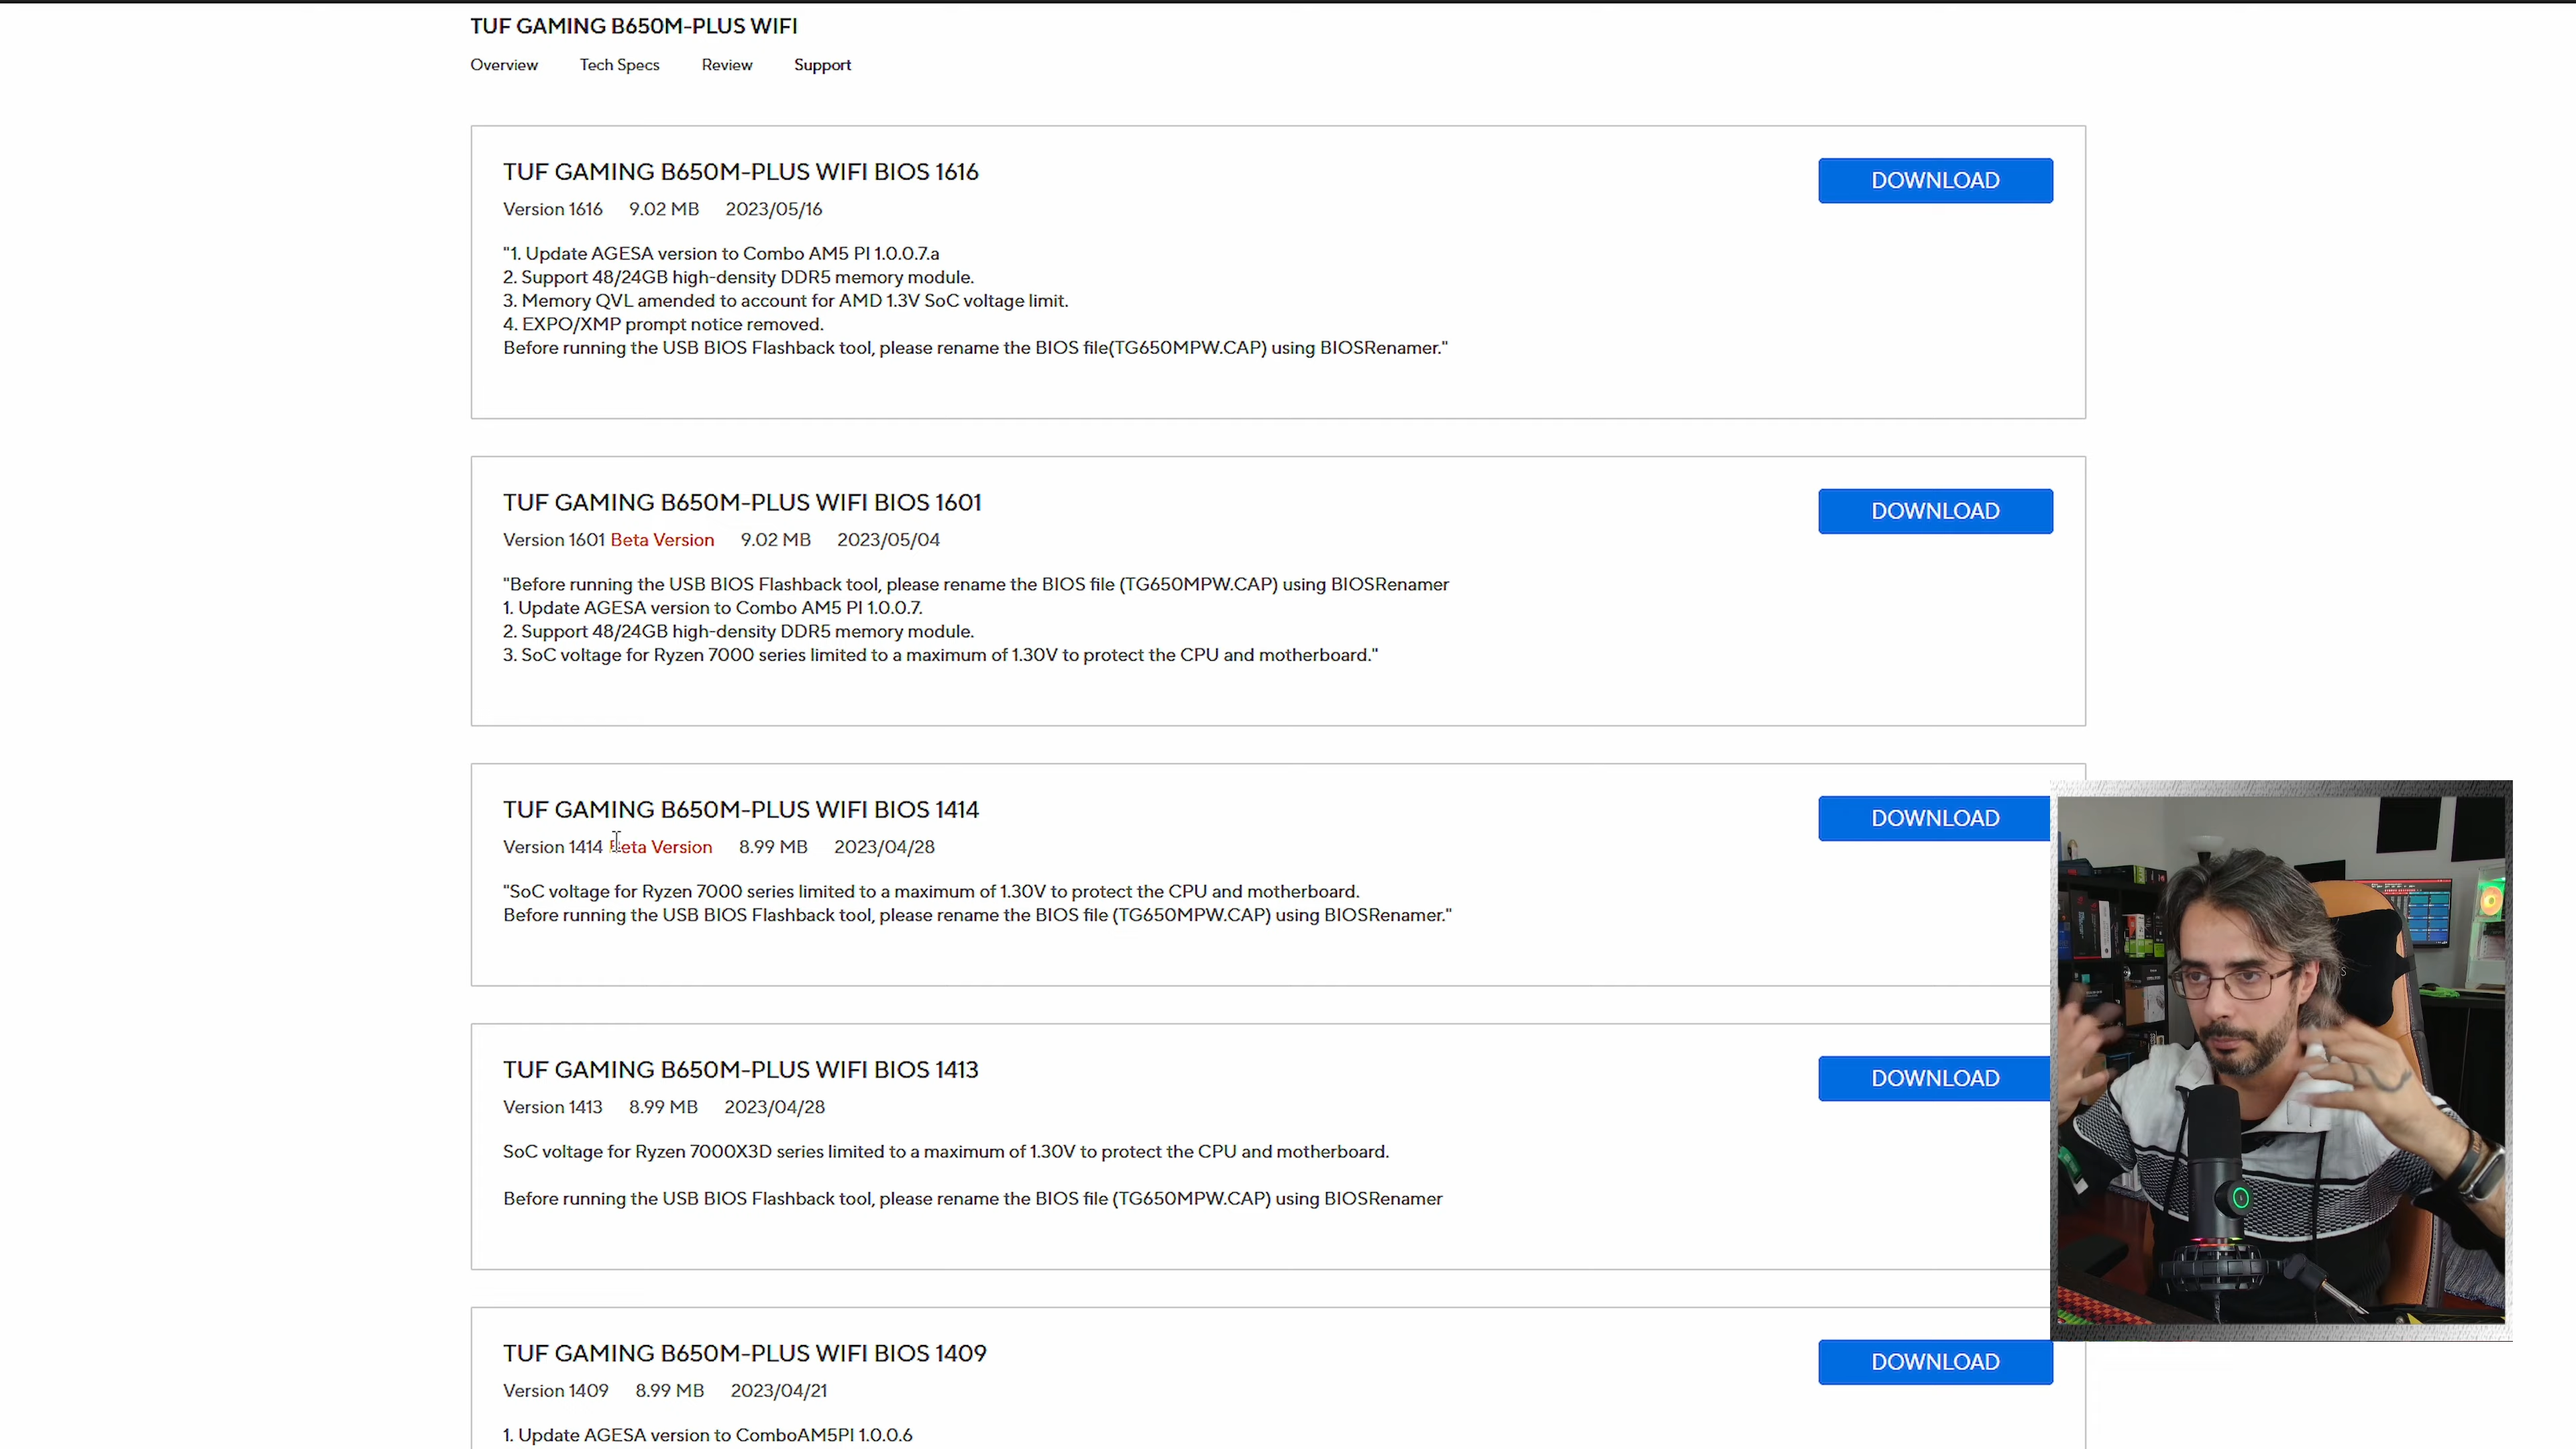 TUF GAMING B650M-PLUS WIFI
Overview Tech Specs Review Support
TUF GAMING B650M-PLUS WIFI BIOS 1616
DOWNLOAD
Version 1616 9.02 MB 2023/05/16
"1. Update AGESA version to Combo AM5 PI 1.0.0.7.a
2. Support 48/24GB high-density DDR5 memory module.
3. Memory QVL amended to account for AMD 1.3V SoC voltage limit.
4. EXPO/XMP prompt notice removed.
Before running the USB BIOS Flashback tool, please rename the BIOS file(TG650MPW.CAP) using BIOSRenamer."
TUF GAMING B650M-PLUS WIFI BIOS 1601
DOWNLOAD
Version 1601 Beta Version 9.02 MB 2023/05/04
"Before running the USB BIOS Flashback tool, please rename the BIOS file (TG650MPW.CAP) using BIOSRenamer
1. Update AGESA version to Combo AM5 PI 1.0.0.7.
2. Support 48/24GB high-density DDR5 memory module.
3. SoC voltage for Ryzen 7000 series limited to a maximum of 1.30V to protect the CPU and motherboard."
TUF GAMING B650M-PLUS WIFI BIOS 1414
DOWNLOAD
Version 1414 Beta Version 8.99 MB 2023/04/28
"SoC voltage for Ryzen 7000 series limited to a maximum of 1.30V to protect the CPU and motherboard.
Before running the USB BIOS Flashback tool, please rename the BIOS file (TG650MPW.CAP) using BIOSRenamer."
TUF GAMING B650M-PLUS WIFI BIOS 1413
DOWNLOAD
Version 1413 8.99 MB 2023/04/28
SoC voltage for Ryzen 7000X3D series limited to a maximum of 1.30V to protect the CPU and motherboard.
Before running the USB BIOS Flashback tool, please rename the BIOS file (TG650MPW.CAP) using BIOSRenamer
TUF GAMING B650M-PLUS WIFI BIOS 1409
DOWNLOAD
Version 1409 8.99 MB 2023/04/21
1. Update AGESA version to ComboAM5PI 1.0.0.6